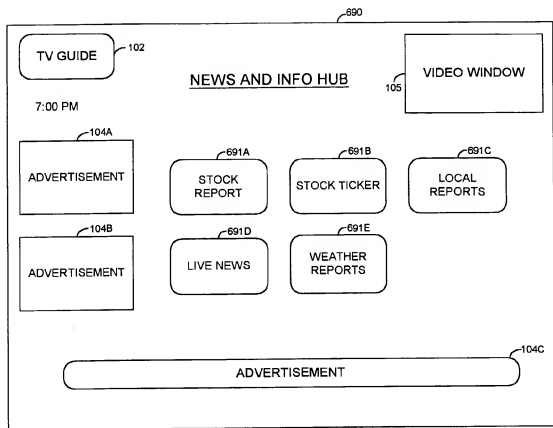 690
TV GUIDE
102
NEWS AND INFO HUB
105
VIDEO WINDOW
7:00 PM
104A
ADVERTISEMENT
691A
STOCK
REPORT
691B
STOCK TICKER
691C
LOCAL
REPORTS
104B
ADVERTISEMENT
691D
LIVE NEWS
691E
WEATHER
REPORTS
104C
ADVERTISEMENT